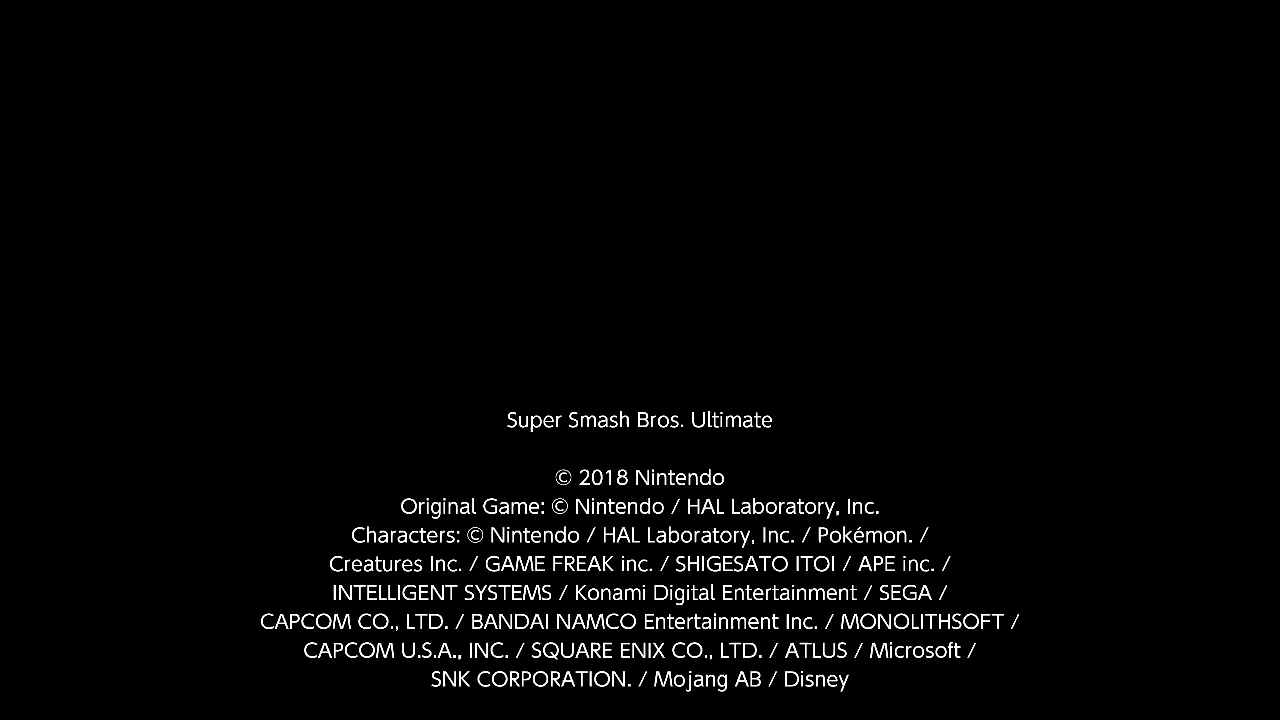 Super Smash Bros. Ultimate
© 2018 Nintendo
Original Game: © Nintendo / HAL Laboratory, Inc.
Characters: © Nintendo / HAL Laboratory, Inc. / Pokémon. /
Creatures Inc. / GAME FREAK inc. / SHIGESATO ITOI / APE inc. /
INTELLIGENT SYSTEMS / Konami Digital Entertainment / SEGA /
CAPCOM CO., LTD. / BANDAI NAMCO Entertainment Inc. / MONOLITHSOFT /
CAPCOM U.S.A., INC. / SQUARE ENIX CO., LTD. / ATLUS / Microsoft /
SNK CORPORATION. / Mojang AB / Disney